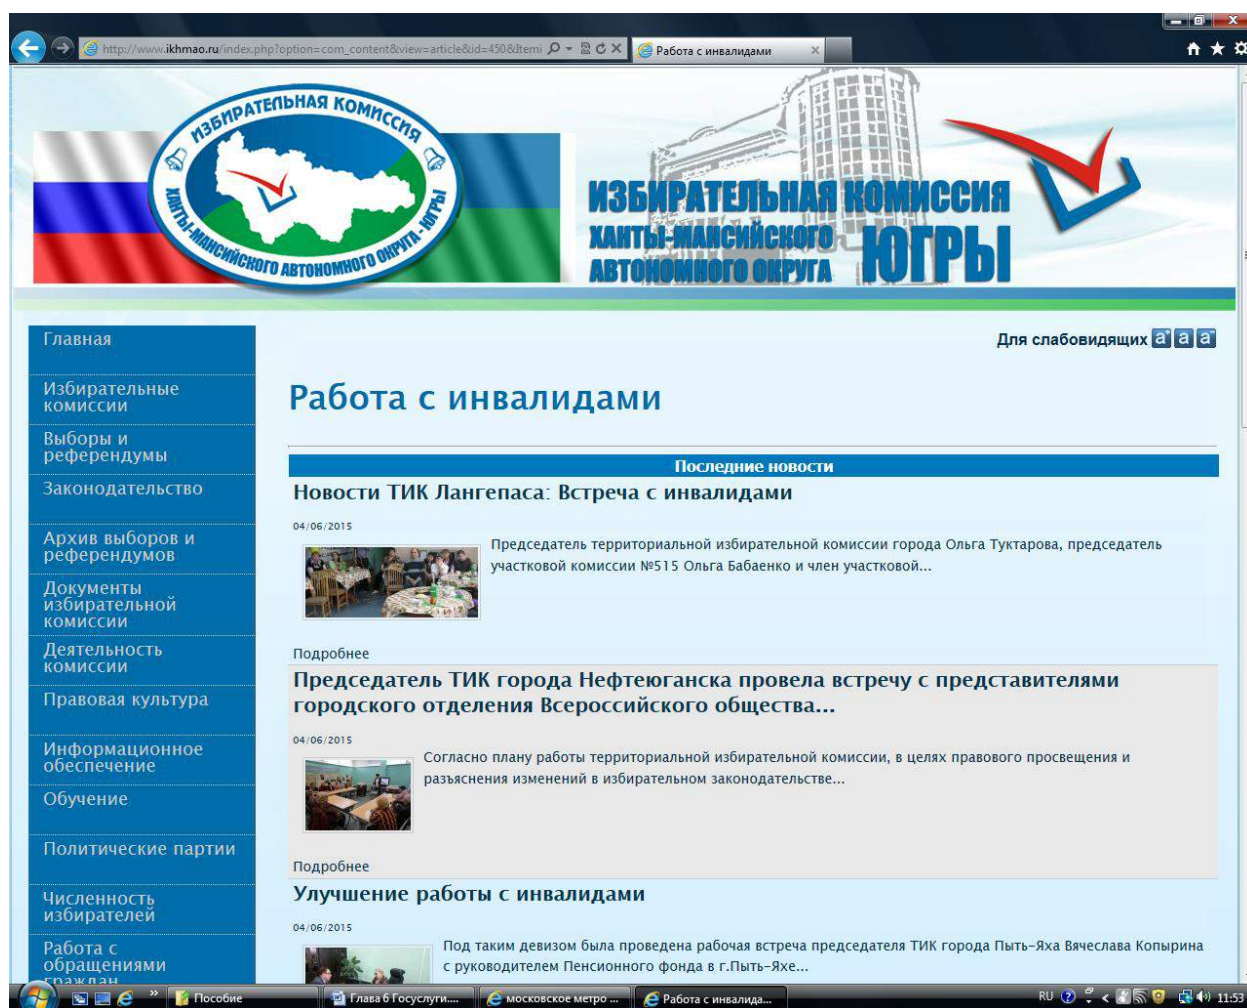 http://www.ikhmao.ru/index.php?option=com_content&view=article&id=450&Itemi
Работа с инвалидами
ИЗБИРАТЕЛЬНАЯ КОМИССИЯ
ХАНТЫ-МАНСИЙСКОГО АВТОНОМНОГО ОКРУГА - ЮГРЫ
ИЗБИРАТЕЛЬНАЯ КОМИССИЯ
ХАНТЫ-МАНСИЙСКОГО
АВТОНОМНОГО ОКРУГА
ЮГРЫ
Для слабовидящих a+ a a-
Главная
Избирательные
комиссии
Выборы и
референдумы
Законодательство
Архив выборов и
референдумов
Документы
избирательной
комиссии
Деятельность
комиссии
Правовая культура
Информационное
обеспечение
Обучение
Политические партии
Численность
избирателей
Работа с
обращениями
граждан
Работа с инвалидами
Последние новости
Новости ТИК Лангепаса: Встреча с инвалидами
04/06/2015
Председатель территориальной избирательной комиссии города Ольга Туктарова, председатель
участковой комиссии №515 Ольга Бабаенко и член участковой...
Подробнее
Председатель ТИК города Нефтеюганска провела встречу с представителями
городского отделения Всероссийского общества...
04/06/2015
Согласно плану работы территориальной избирательной комиссии, в целях правового просвещения и
разъяснения изменений в избирательном законодательстве...
Подробнее
Улучшение работы с инвалидами
04/06/2015
Под таким девизом была проведена рабочая встреча председателя ТИК города Пыть-Яха Вячеслава Копырина
с руководителем Пенсионного фонда в г.Пыть-Яхе...
Пособие
Глава 6 Госуслуги....
московское метро ...
Работа с инвалида...
RU
11:53